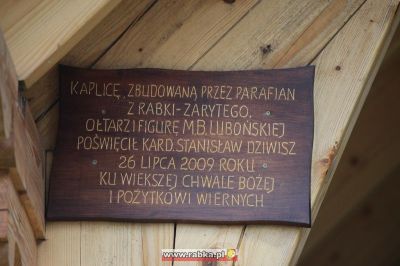 KAPLICĘ, ZBUDOWANĄ PRZEZ PARAFIAN
Z RABKI-ZARYTEGO,
OŁTARZ I FIGURĘ M.B. LUBOŃSKIEJ
POŚWIĘCIŁ KARD. STANISŁAW DZIWISZ
26 LIPCA 2009 ROKU
KU WIEKSZEJ CHWALE BOŻEJ
I POŻYTKOWI WIERNYCH
www.rabka.pl